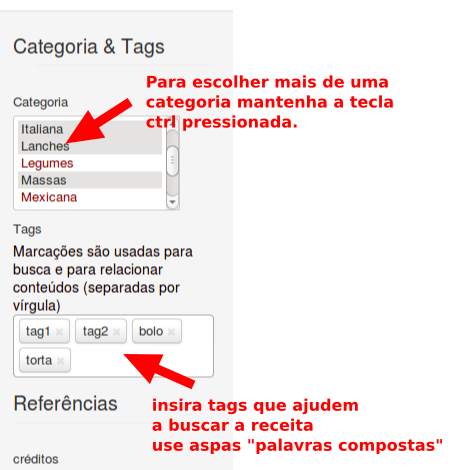 Categoria & Tags
Para escolher mais de uma
categoria mantenha a tecla
ctrl pressionada.
Categoria
Italiana
Lanches
Legumes
Massas
Mexicana
Tags
Marcações são usadas para
busca e para relacionar
conteúdos (separadas por
vírgula)
tag1 × tag2 × bolo ×
torta ×
Referências
insira tags que ajudem
a buscar a receita
use aspas "palavras compostas"
créditos